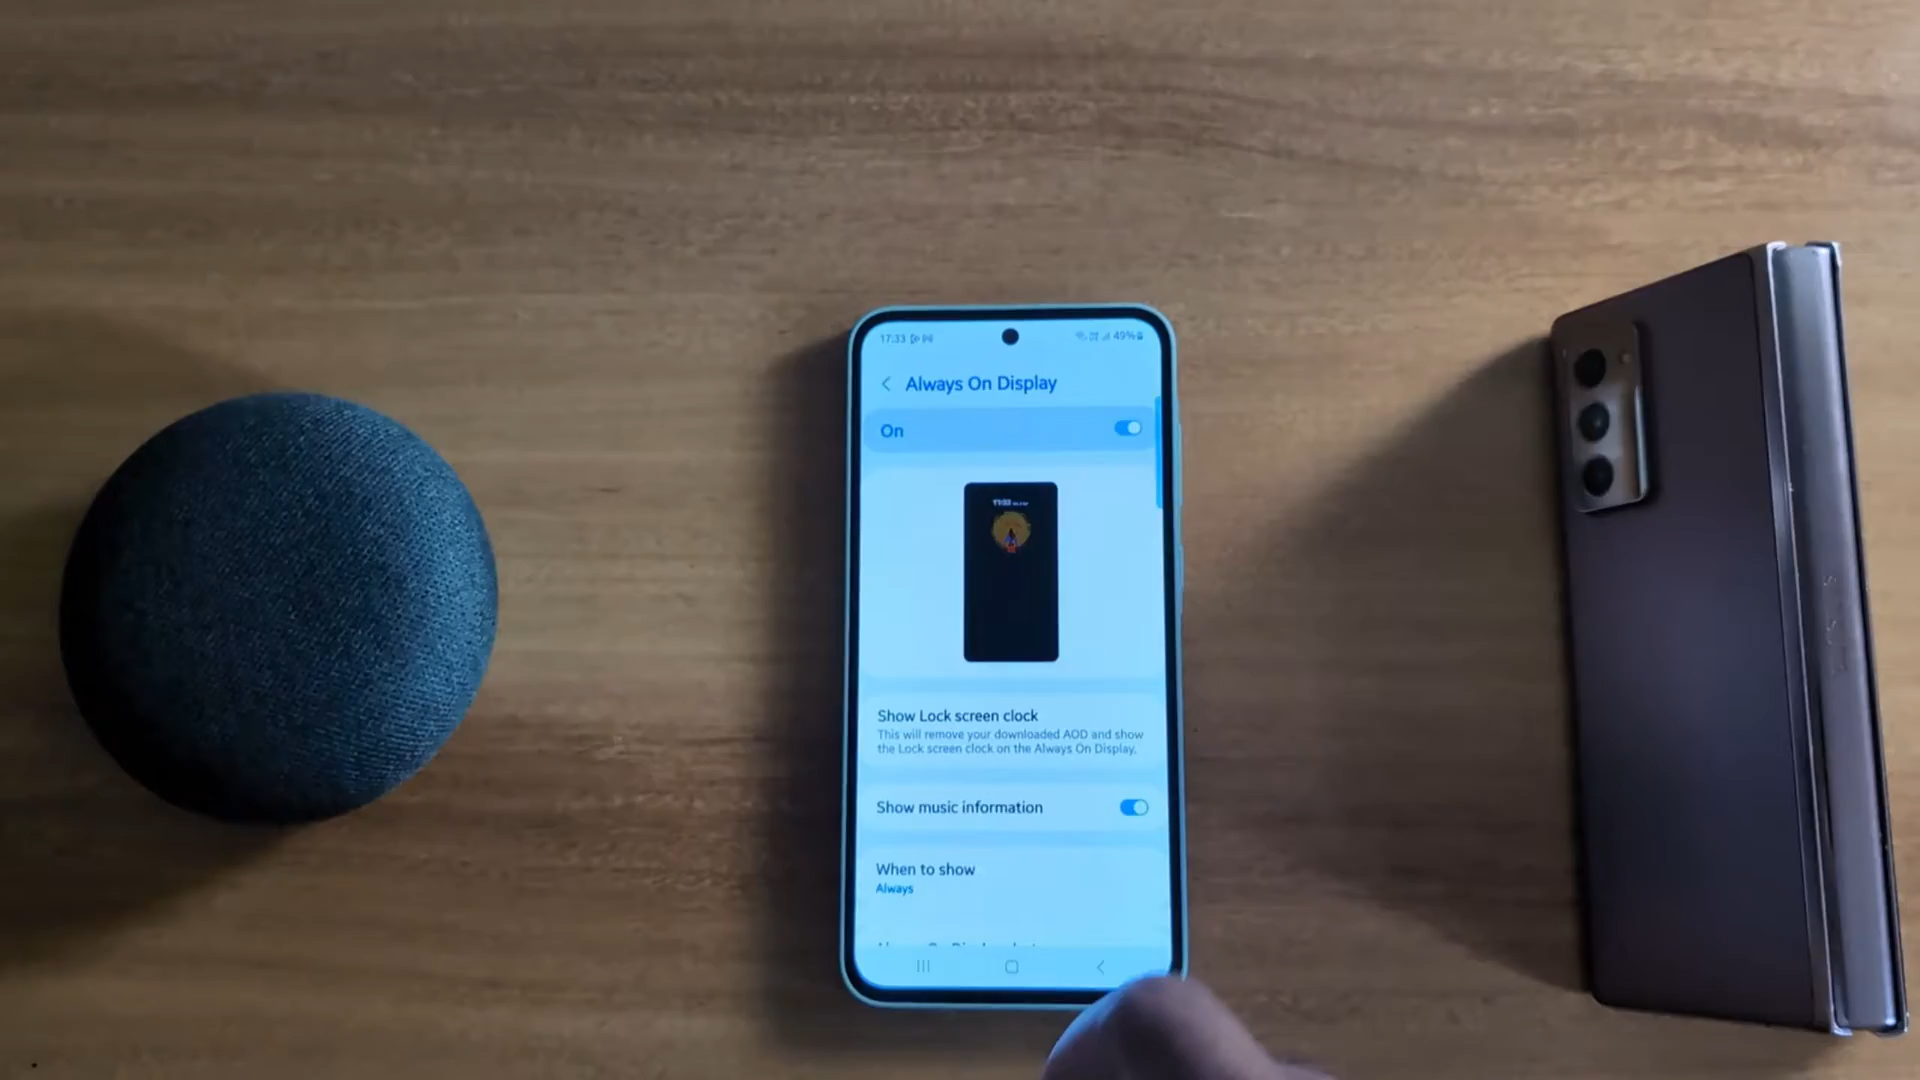 17:33
49%
Always On Display
On
Show Lock screen clock
This will remove your downloaded AOD and show
the Lock screen clock on the Always On Display.
Show music information
When to show
Always